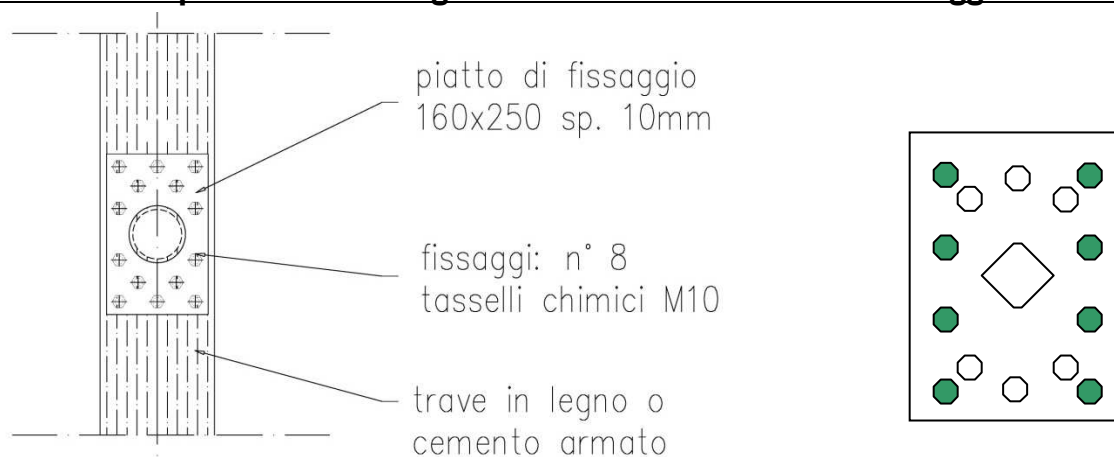 piatto di fissaggio
160x250 sp. 10mm
fissaggi: n° 8
tasselli chimici M10
trave in legno o
cemento armato